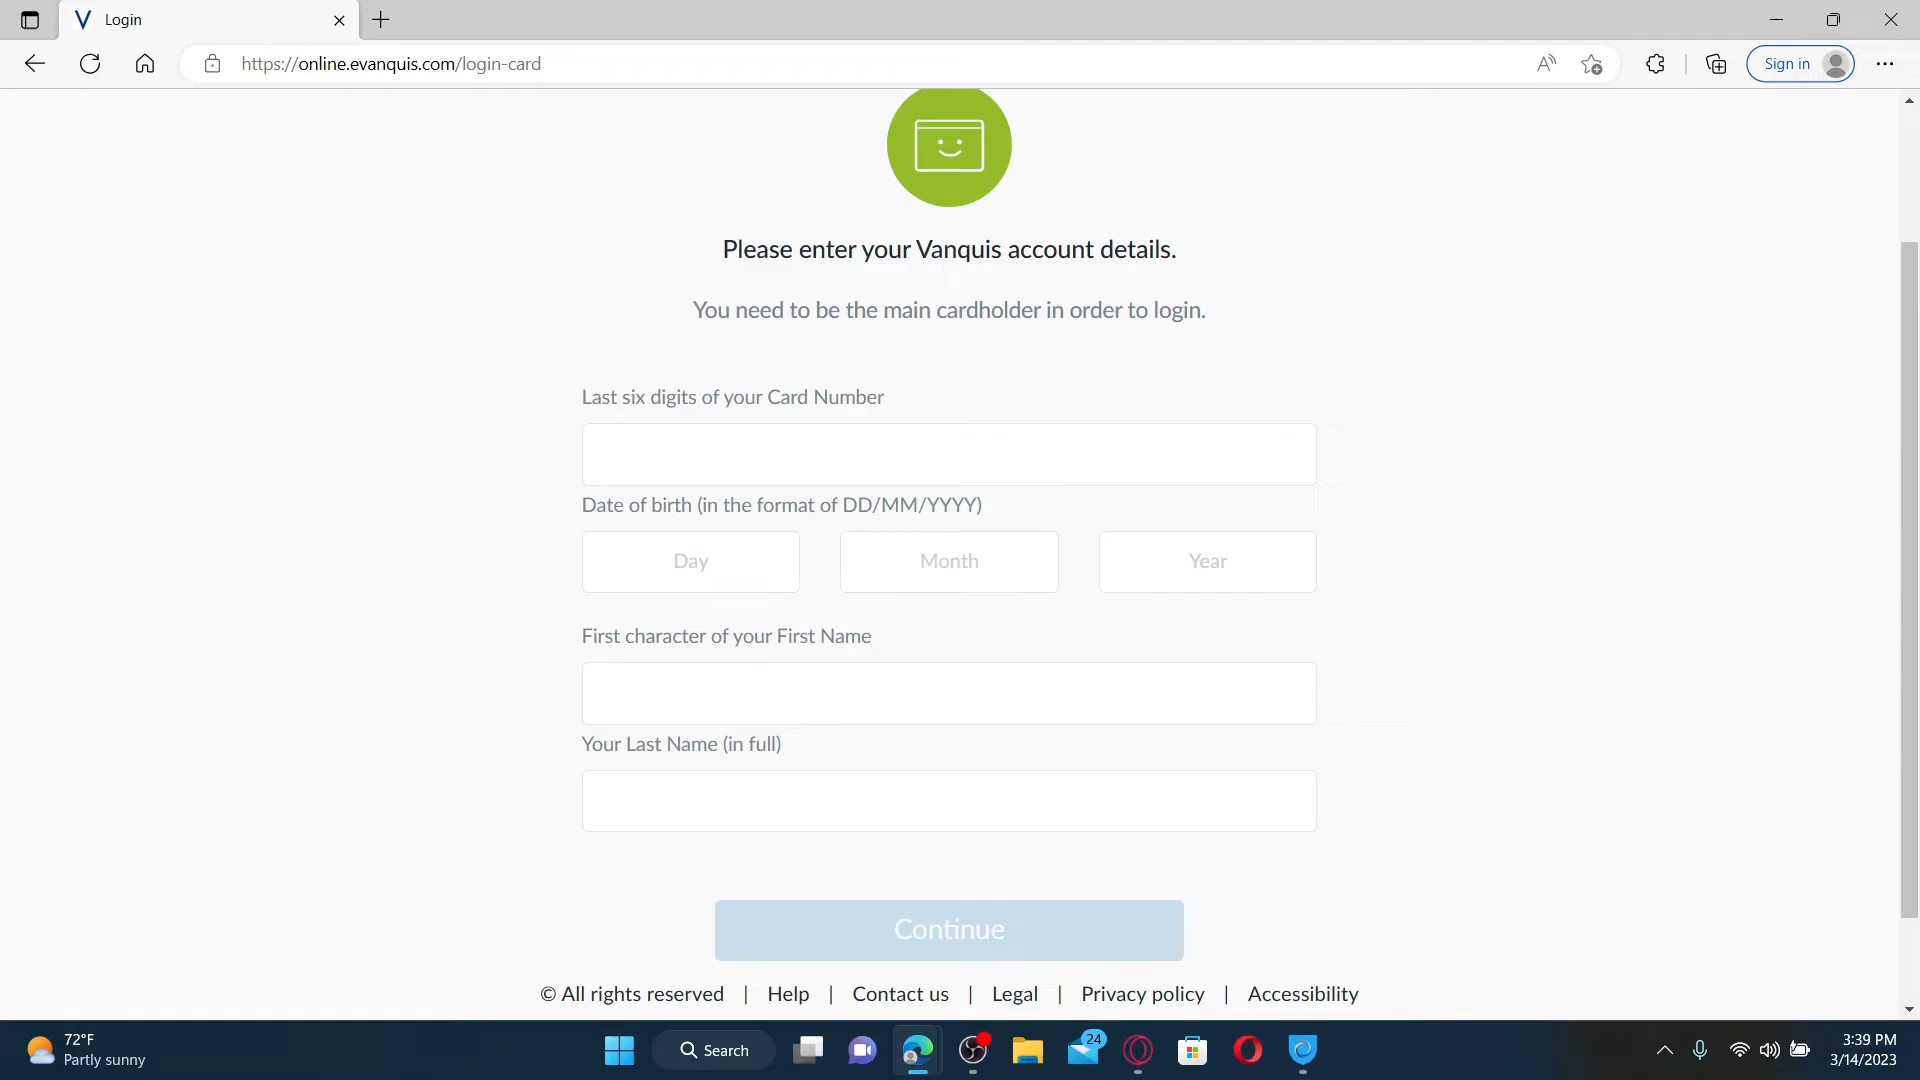 Login
https://online.evanquis.com/login-card
A
Sign in
Please enter your Vanquis account details.
You need to be the main cardholder in order to login.
Last six digits of your Card Number
Date of birth (in the format of DD/MM/YYYY)
Day Month Year
First character of your First Name
Your Last Name (in full)
Continue
© All rights reserved | Help | Contact us | Legal | Privacy policy | Accessibility
72°F
Partly sunny
Search
24
3:39 PM
3/14/2023